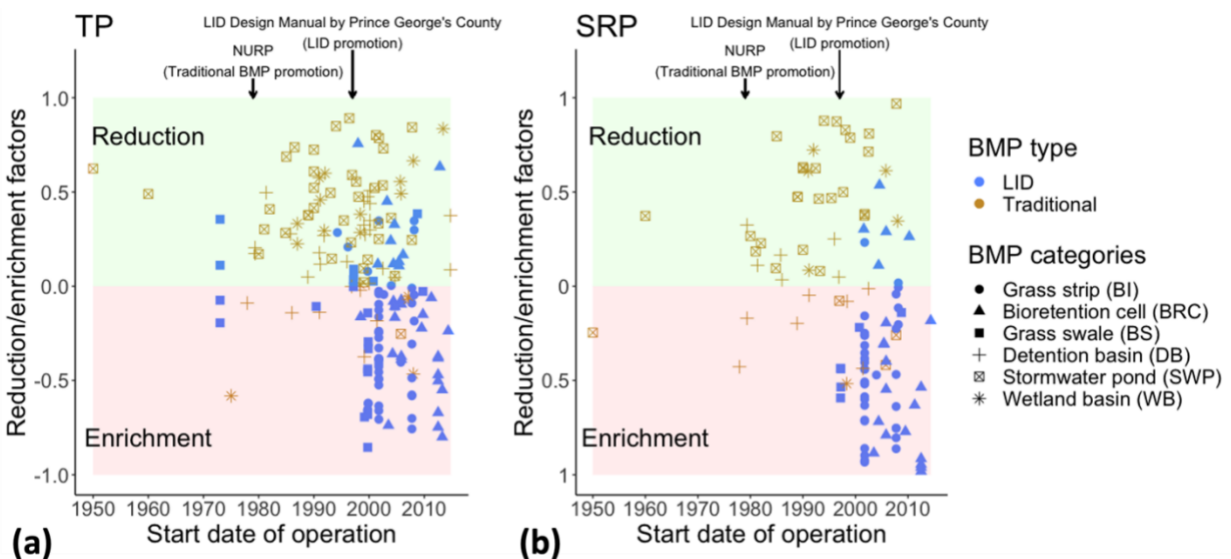 TP
LID Design Manual by Prince George's County
(LID promotion)
NURP
(Traditional BMP promotion)
1.0
0.5
0.0
-0.5
-1.0
Reduction/enrichment factors
Reduction
Enrichment
1950 1960 1970 1980 1990 2000 2010
Start date of operation
(a)
SRP
LID Design Manual by Prince George's County
(LID promotion)
NURP
(Traditional BMP promotion)
1
0.5
0.0
0.5
1
Reduction/enrichment factors
Reduction
Enrichment
1950 1960 1970 1980 1990 2000 2010
Start date of operation
(b)
BMP type
LID
Traditional
BMP categories
Grass strip (BI)
Bioretention cell (BRC)
Grass swale (BS)
Detention basin (DB)
Stormwater pond (SWP)
Wetland basin (WB)